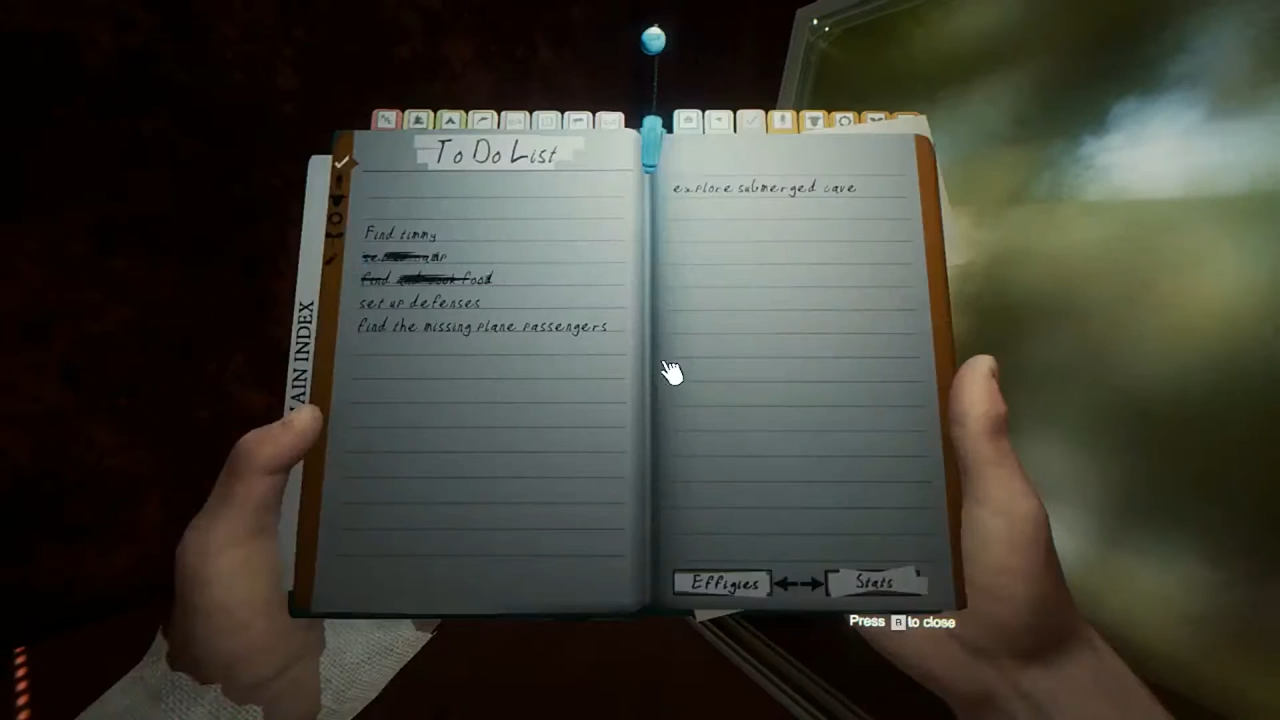 To Do List
Find timmy
find food
set up defenses
find the missing plane passengers
explore submerged cave
Effigies
Stats
AIN INDEX
Press B to close